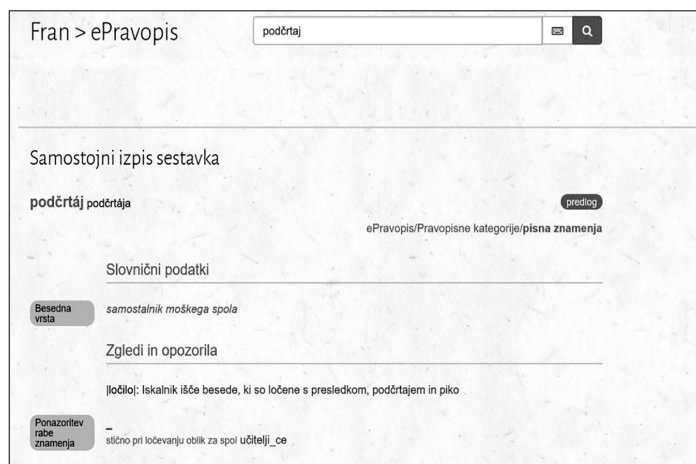 Fran > ePravopis
podčrtaj
Samostojni izpis sestavka
podčrtáj podčrtája
predlog
ePravopis/Pravopisne kategorije/pisna znamenja
Slovnični podatki
Besedna
vrsta
samostalnik moškega spola
Zgledi in opozorila
|ločilo|: Iskalnik išče besede, ki so ločene s presledkom, podčrtajem in piko
Ponazoritev
rabe
znamenja
_
stično pri ločevanju oblik za spol učitelji_ce